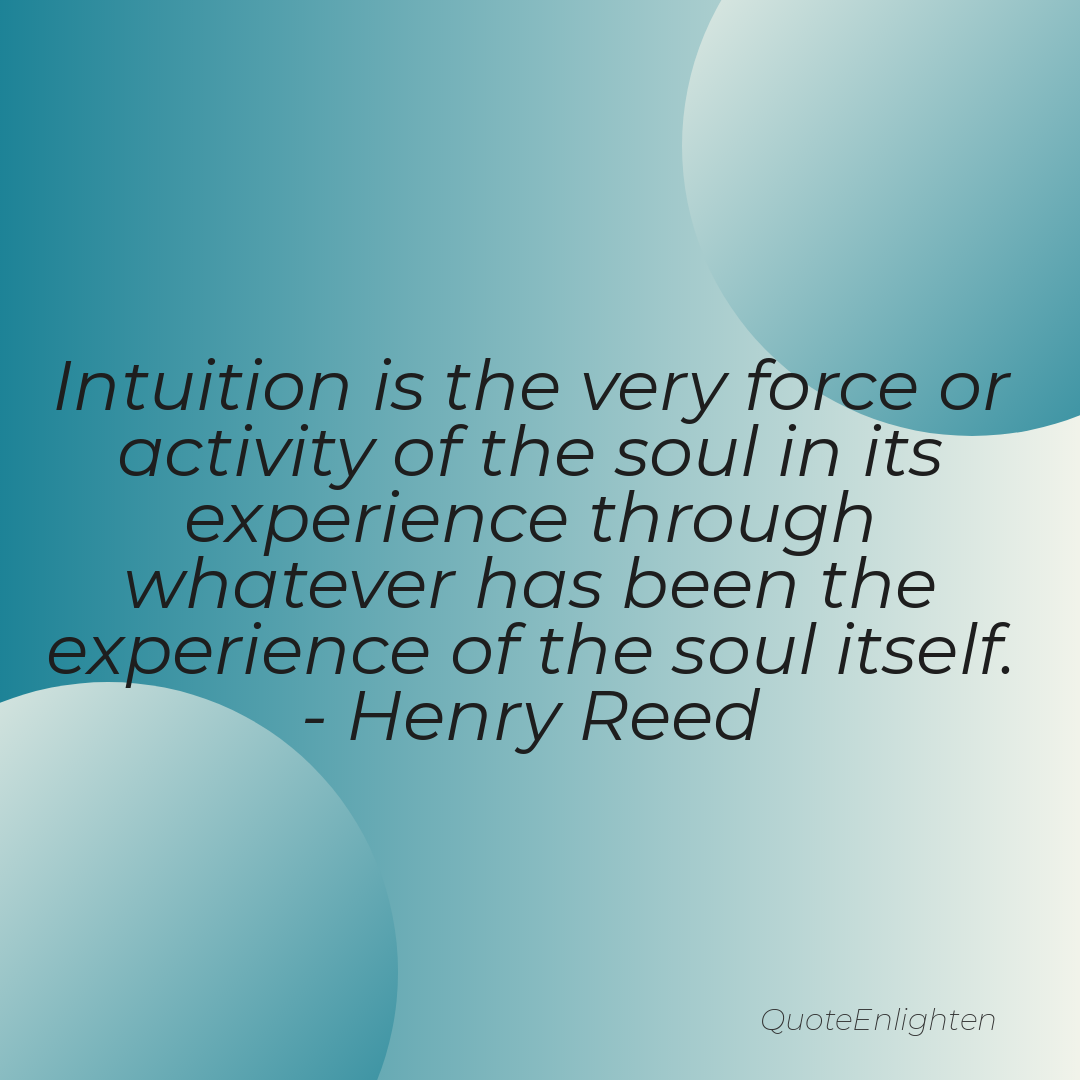 Intuition is the very force or
activity of the soul in its
experience through
whatever has been the
experience of the soul itself.
- Henry Reed
QuoteEnlighten